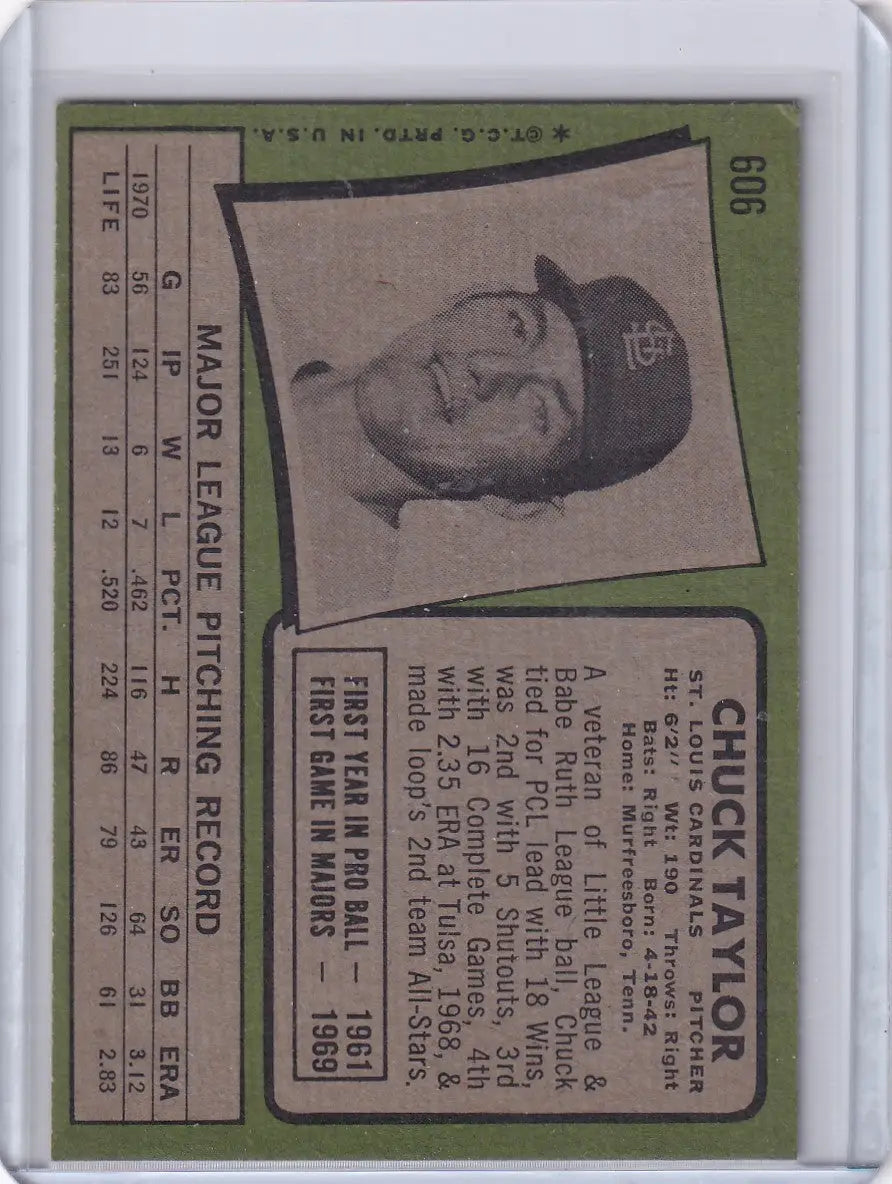 606
✶ ©T.C.G. PRTD. IN U.S.A.
CHUCK TAYLOR
ST. LOUIS CARDINALS PITCHER
Ht: 6'2" Wt: 190 Throws: Right
Bats: Right Born: 4-18-42
Home: Murfreesboro, Tenn.
A veteran of Little League &
Babe Ruth League ball, Chuck
tied for PCL lead with 18 Wins,
was 2nd with 5 Shutouts, 3rd
with 16 Complete Games, 4th
with 2.35 ERA at Tulsa, 1968, &
made loop's 2nd team All-Stars.
FIRST YEAR IN PRO BALL — 1961
FIRST GAME IN MAJORS — 1969
MAJOR LEAGUE PITCHING RECORD
G IP W L PCT. H R ER SO BB ERA
1970 56 124 6 7 .462 116 47 43 64 31 3.12
LIFE 83 251 13 12 .520 224 86 79 126 61 2.83
StL